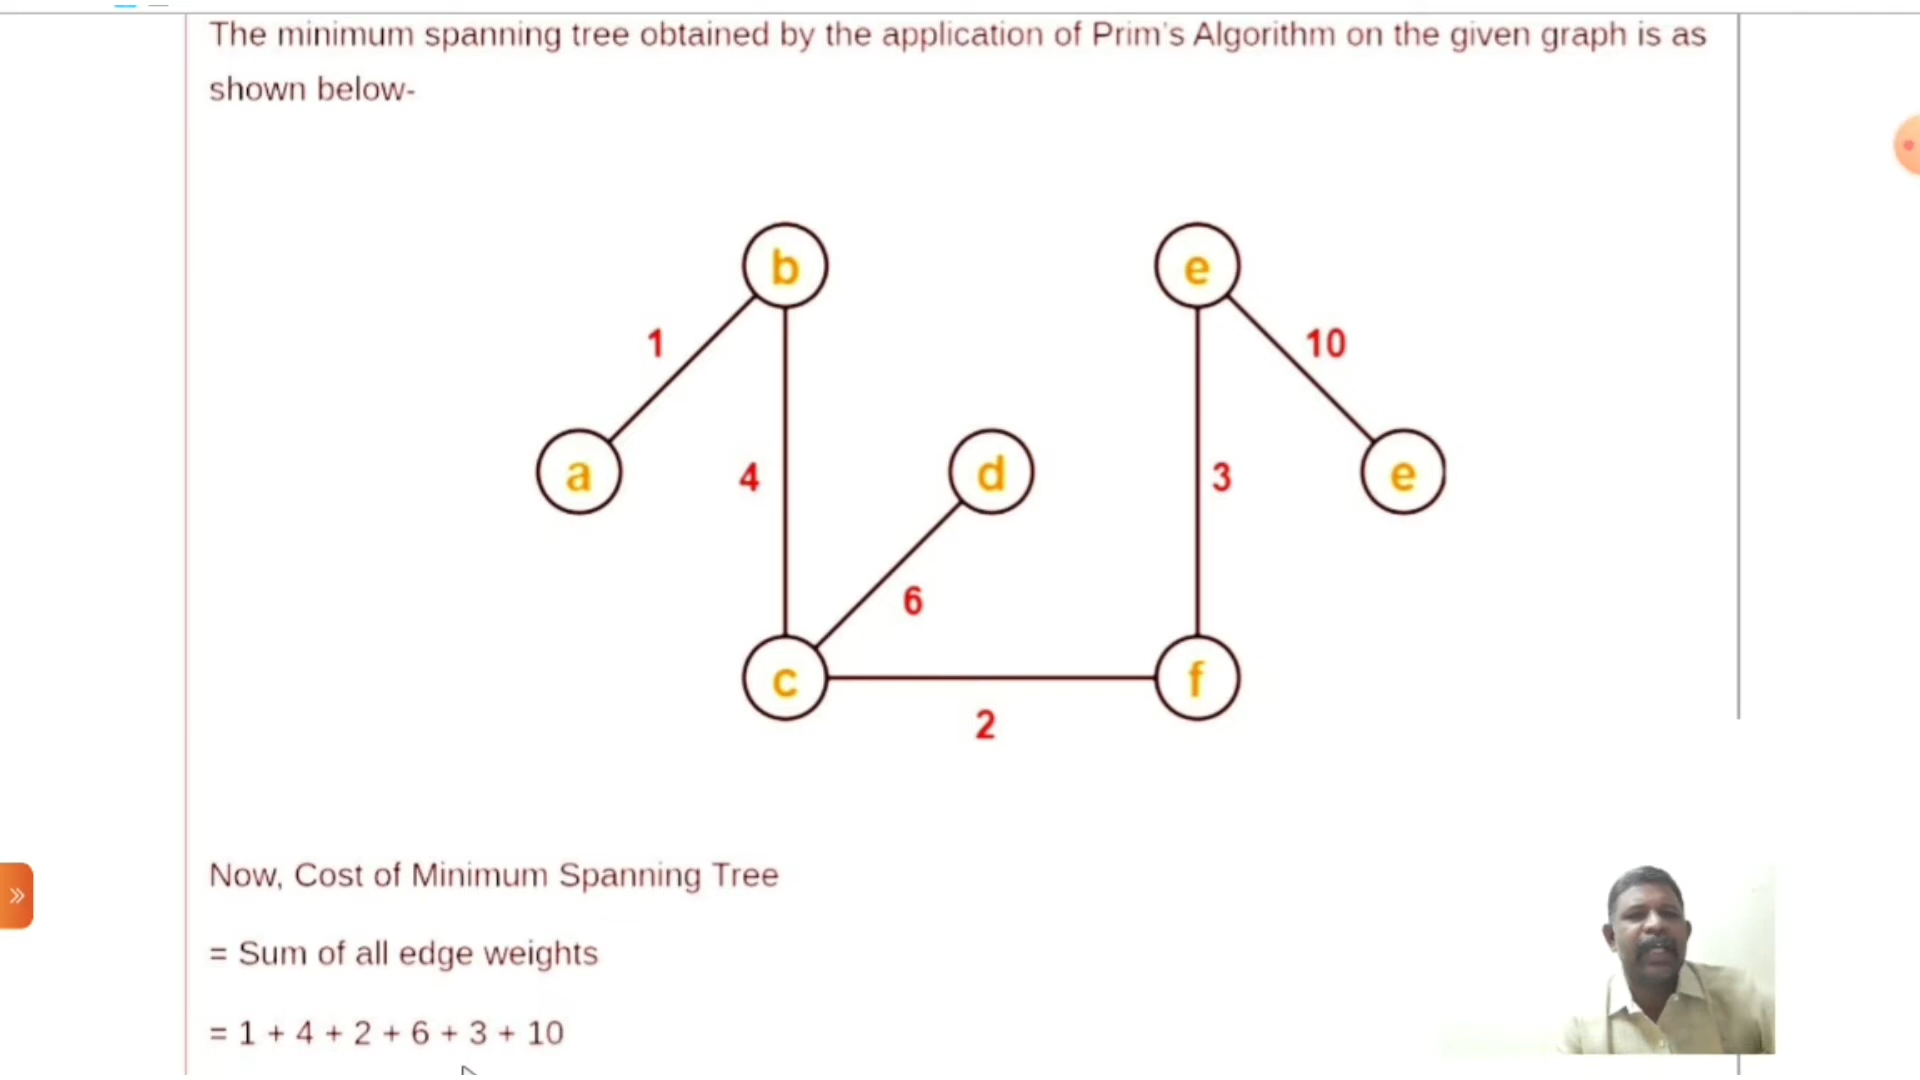 The minimum spanning tree obtained by the application of Prim's Algorithm on the given graph is as
shown below-
b
e
1
10
a
4
d
3
e
6
c
f
2
Now, Cost of Minimum Spanning Tree
= Sum of all edge weights
= 1 + 4 + 2 + 6 + 3 + 10